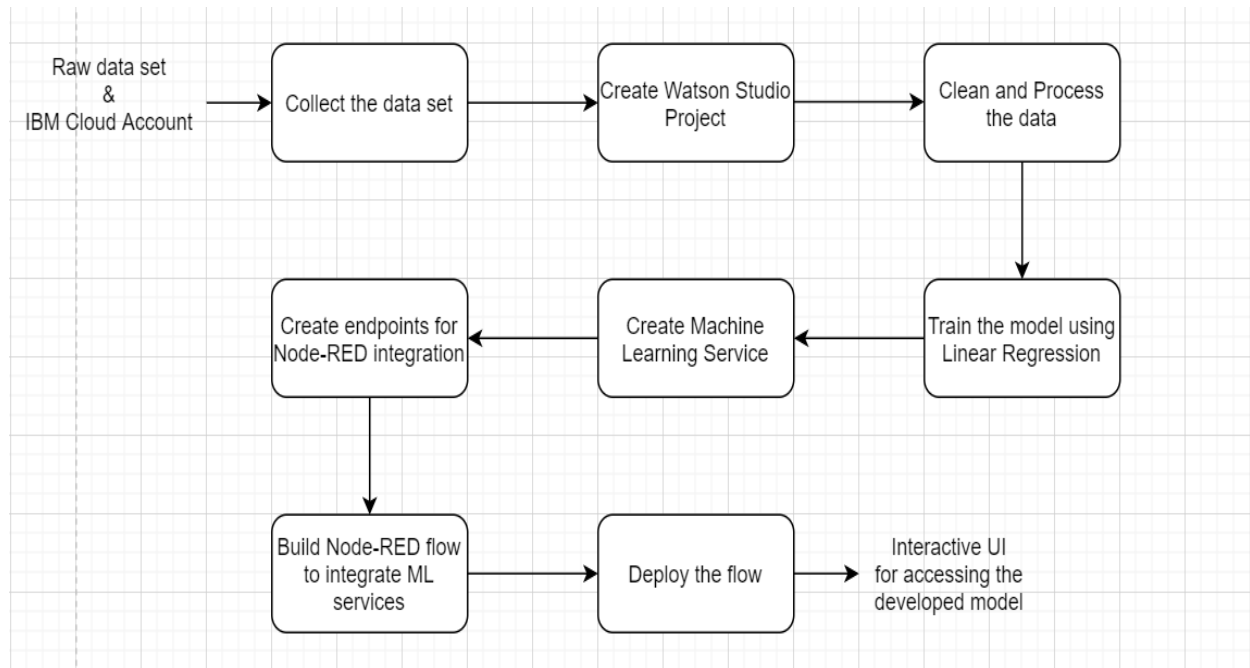 Raw data set
&
IBM Cloud Account
Collect the data set
Create Watson Studio
Project
Clean and Process
the data
Train the model using
Linear Regression
Create Machine
Learning Service
Create endpoints for
Node-RED integration
Build Node-RED flow
to integrate ML
services
Deploy the flow
Interactive UI
for accessing the
developed model